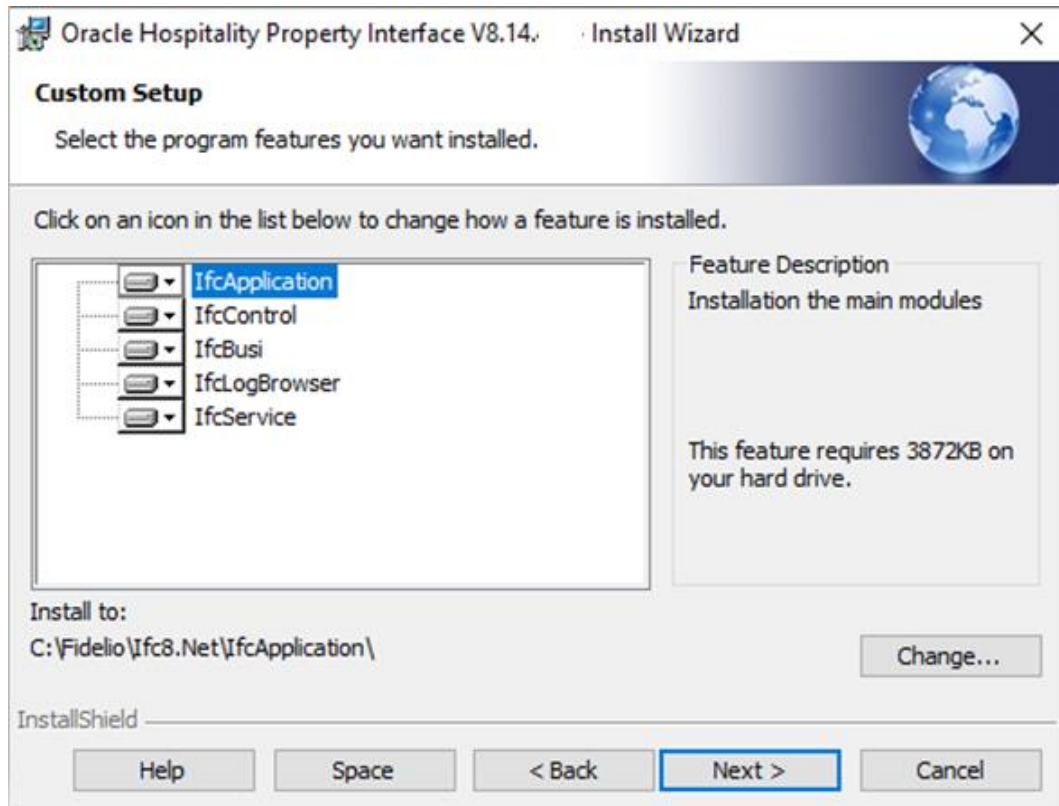 Oracle Hospitality Property Interface V8.14. Install Wizard
Custom Setup
Select the program features you want installed.
Click on an icon in the list below to change how a feature is installed.
IfcApplication
IfcControl
IfcBusi
IfcLogBrowser
IfcService
Feature Description
Installation the main modules
This feature requires 3872KB on
your hard drive.
Install to:
C:\Fidelio\Ifc8.Net\IfcApplication\
Change...
InstallShield
Help
Space
< Back
Next >
Cancel